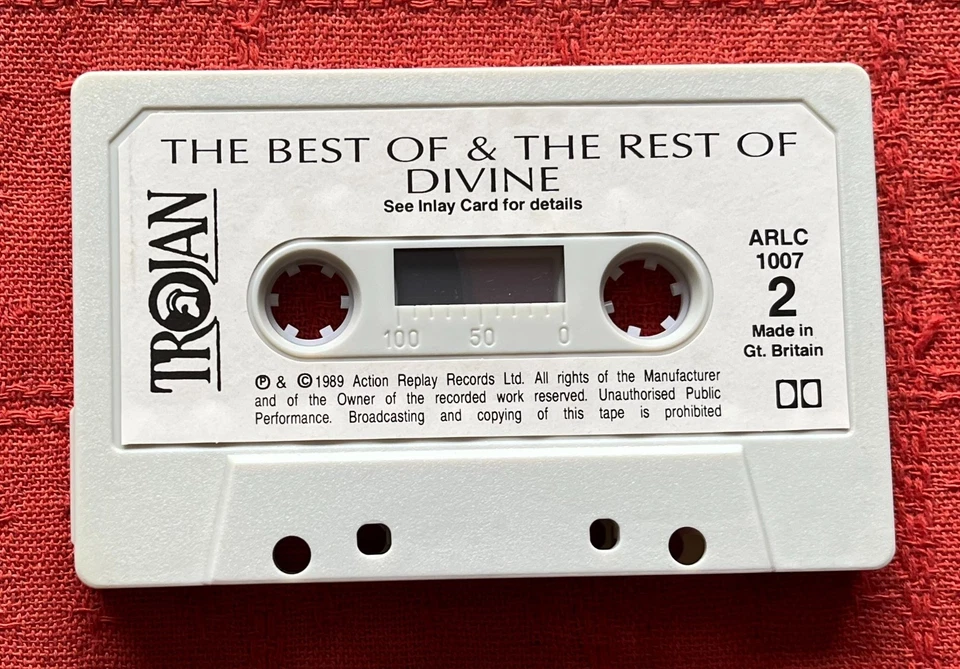 THE BEST OF & THE REST OF
DIVINE
See Inlay Card for details
TROJAN
ARLC
1007
2
Made in
Gt. Britain
100 50 0
℗ & © 1989 Action Replay Records Ltd. All rights of the Manufacturer
and of the Owner of the recorded work reserved. Unauthorised Public
Performance. Broadcasting and copying of this tape is prohibited